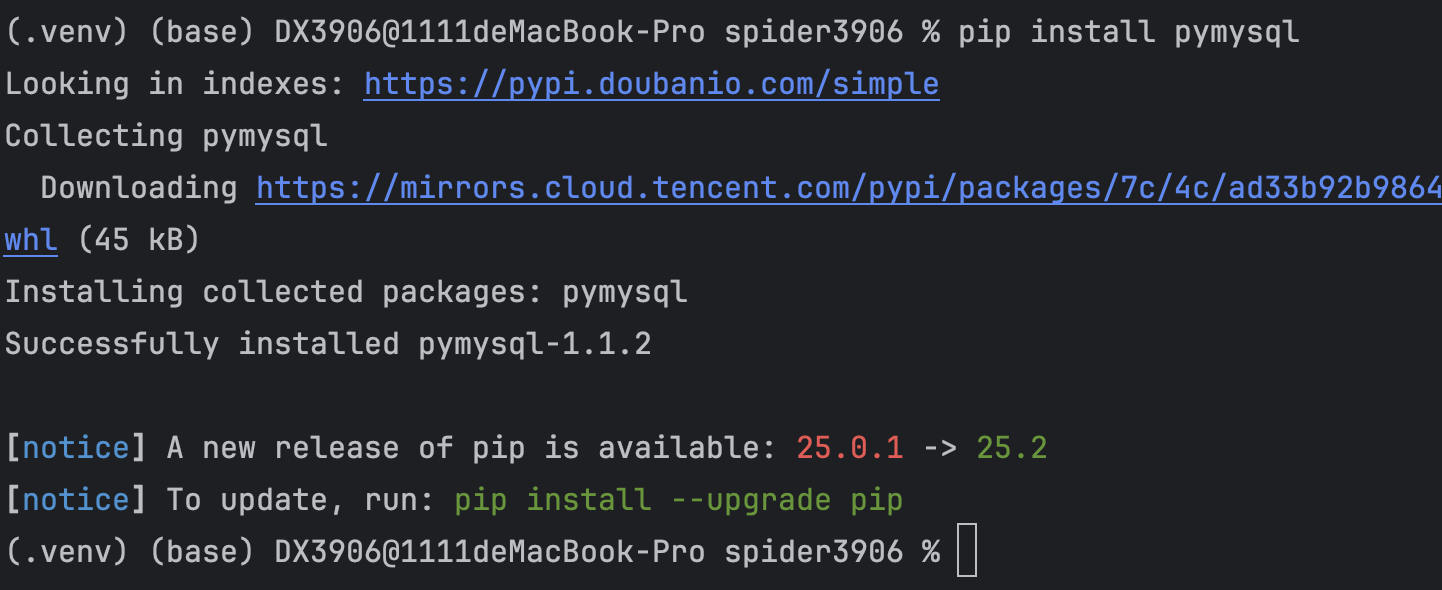 (.venv) (base) DX3906@1111deMacBook-Pro spider3906 % pip install pymysql
Looking in indexes: https://pypi.doubanio.com/simple
Collecting pymysql
  Downloading https://mirrors.cloud.tencent.com/pypi/packages/7c/4c/ad33b92b9864
whl (45 kB)
Installing collected packages: pymysql
Successfully installed pymysql-1.1.2

[notice] A new release of pip is available: 25.0.1 -> 25.2
[notice] To update, run: pip install --upgrade pip
(.venv) (base) DX3906@1111deMacBook-Pro spider3906 %